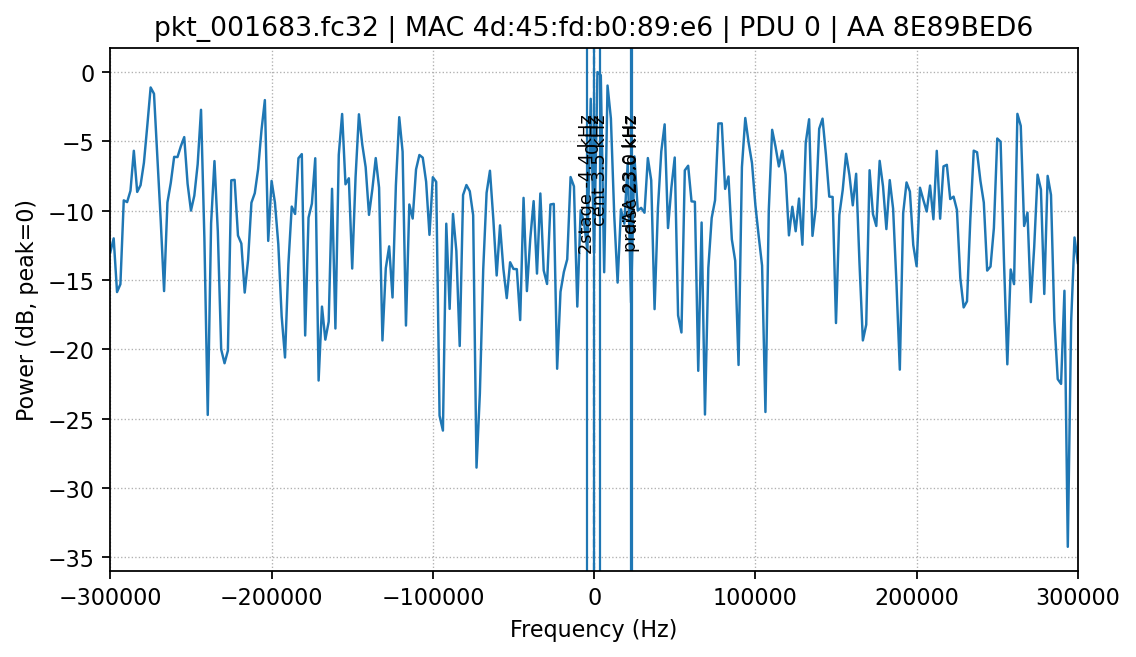 pkt_001683.fc32 | MAC 4d:45:fd:b0:89:e6 | PDU 0 | AA 8E89BED6
Power (dB, peak=0)
0
−5
−10
−15
−20
−25
−30
−35
2stage -4.4kHz
cent 3.5 kHz
23.0 kHz
−300000
−200000
−100000
0
100000
200000
300000
Frequency (Hz)